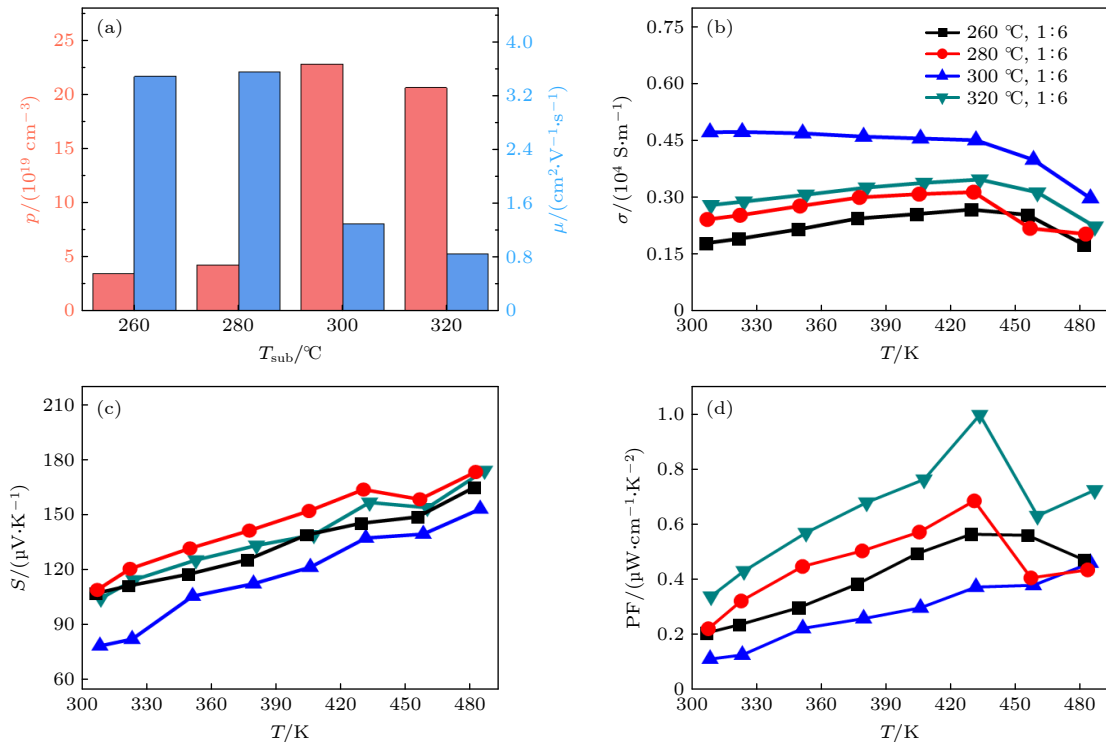 (a)
p/(10¹⁹ cm⁻³)
25
20
15
10
5
0
4.0
3.2
2.4
1.6
0.8
0
μ/(cm²·V⁻¹·s⁻¹)
260 280 300 320
T_sub/℃
(b)
260 ℃, 1∶6
280 ℃, 1∶6
300 ℃, 1∶6
320 ℃, 1∶6
σ/(10⁴ S·m⁻¹)
0.75
0.60
0.45
0.30
0.15
0
300 330 360 390 420 450 480
T/K
(c)
S/(μV·K⁻¹)
210
180
150
120
90
60
300 330 360 390 420 450 480
T/K
(d)
PF/(μW·cm⁻¹·K⁻²)
1.0
0.8
0.6
0.4
0.2
0
300 330 360 390 420 450 480
T/K